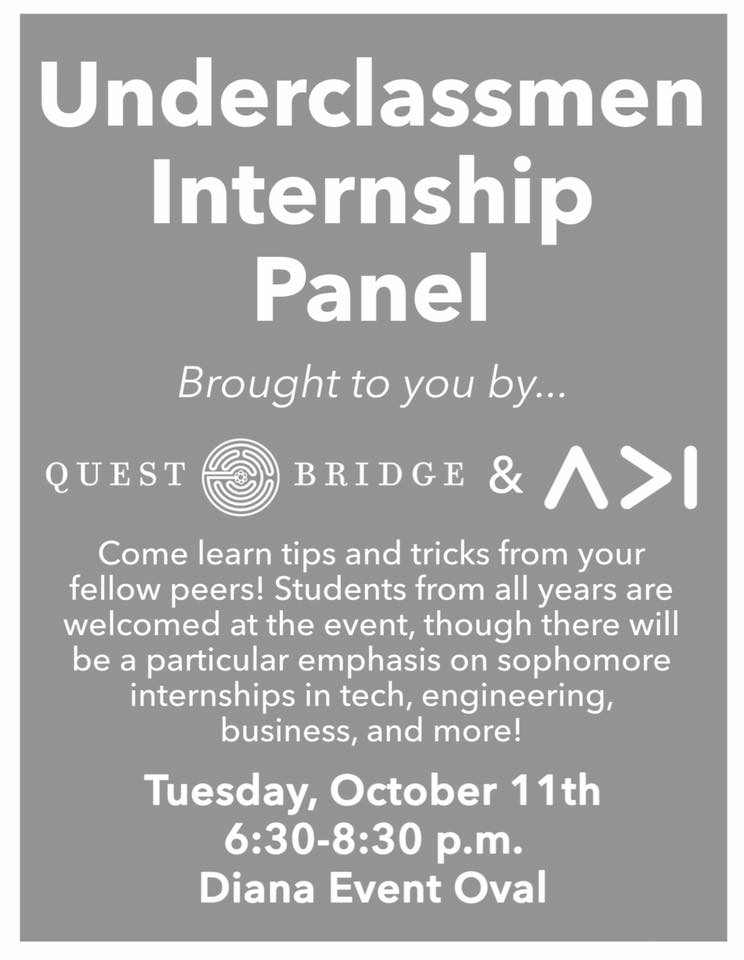 Underclassmen
Internship
Panel
Brought to you by...
QUEST BRIDGE & ADI
Come learn tips and tricks from your
fellow peers! Students from all years are
welcomed at the event, though there will
be a particular emphasis on sophomore
internships in tech, engineering,
business, and more!
Tuesday, October 11th
6:30-8:30 p.m.
Diana Event Oval